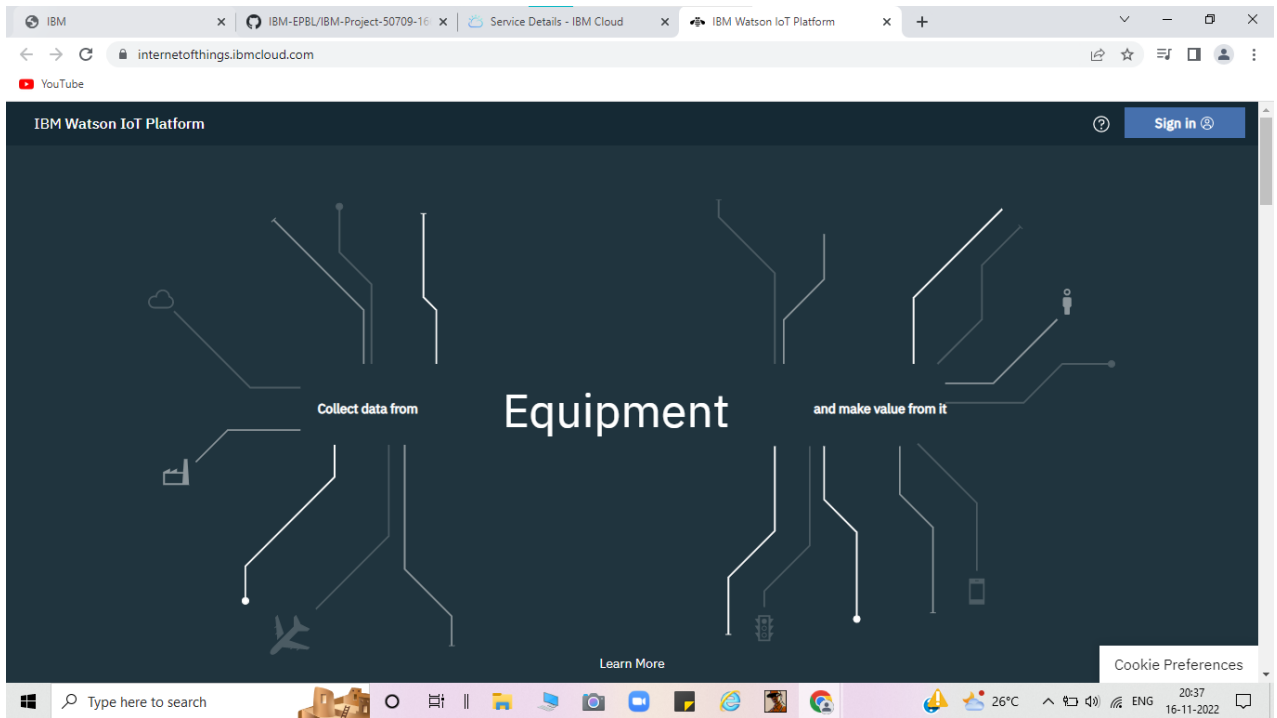 IBM
IBM-EPBL/IBM-Project-50709-16
Service Details - IBM Cloud
IBM Watson IoT Platform
internetofthings.ibmcloud.com
YouTube
IBM Watson IoT Platform
Sign in
Collect data from
Equipment
and make value from it
Learn More
Cookie Preferences
Type here to search
26°C
ENG
20:37
16-11-2022